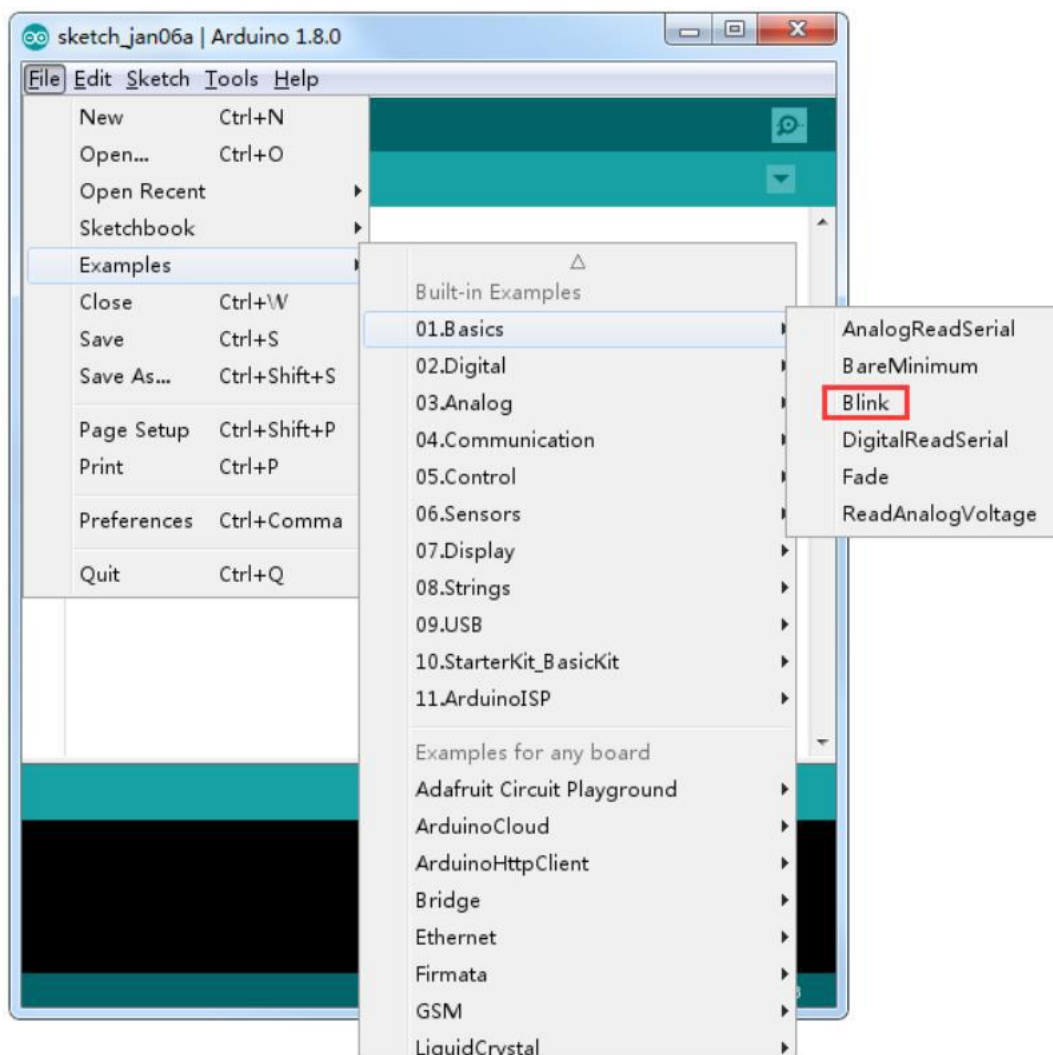 sketch_jan06a | Arduino 1.8.0
File Edit Sketch Tools Help
New Ctrl+N
Open... Ctrl+O
Open Recent
Sketchbook
Examples
Close Ctrl+W
Save Ctrl+S
Save As... Ctrl+Shift+S
Page Setup Ctrl+Shift+P
Print Ctrl+P
Preferences Ctrl+Comma
Quit Ctrl+Q
Built-in Examples
01.Basics
02.Digital
03.Analog
04.Communication
05.Control
06.Sensors
07.Display
08.Strings
09.USB
10.StarterKit_BasicKit
11.ArduinoISP
Examples for any board
Adafruit Circuit Playground
ArduinoCloud
ArduinoHttpClient
Bridge
Ethernet
Firmata
GSM
LiquidCrystal
AnalogReadSerial
BareMinimum
Blink
DigitalReadSerial
Fade
ReadAnalogVoltage